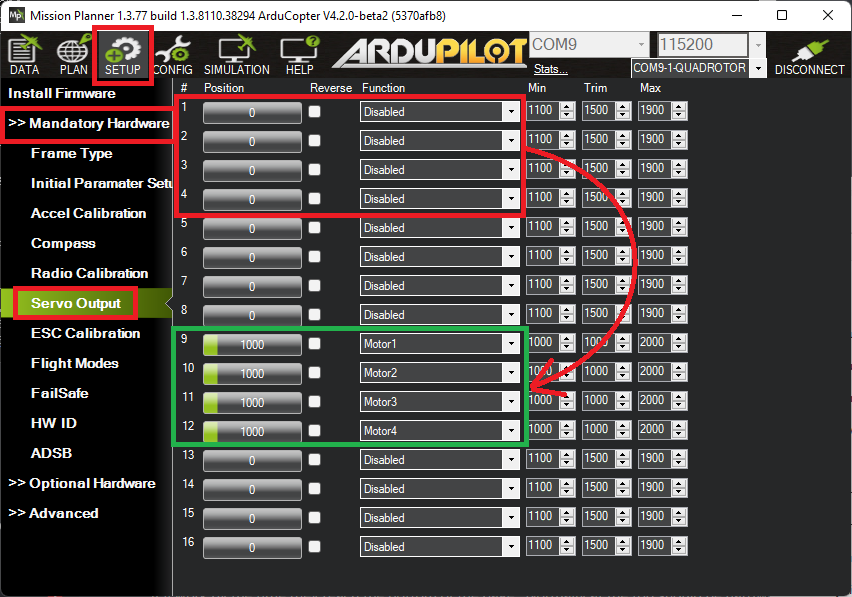 Mission Planner 1.3.77 build 1.3.8110.38294 ArduCopter V4.2.0-beta2 (5370afb8)
DATA PLAN SETUP CONFIG SIMULATION HELP ARDUPILOT COM9 115200 DISCONNECT
Stats... COM9-1-QUADROTOR
Install Firmware
>> Mandatory Hardware
Frame Type
Initial Paramater Setu
Accel Calibration
Compass
Radio Calibration
Servo Output
ESC Calibration
Flight Modes
FailSafe
HW ID
ADSB
>> Optional Hardware
>> Advanced
# Position Reverse Function Min Trim Max
1 0 Disabled 1100 1500 1900
2 0 Disabled 1100 1500 1900
3 0 Disabled 1100 1500 1900
4 0 Disabled 1100 1500 1900
5 0 Disabled 1100 1500 1900
6 0 Disabled 1100 1500 1900
7 0 Disabled 1100 1500 1900
8 0 Disabled 1100 1500 1900
9 1000 Motor1 1000 1000 2000
10 1000 Motor2 1000 1000 2000
11 1000 Motor3 1000 1000 2000
12 1000 Motor4 1000 1000 2000
13 0 Disabled 1100 1500 1900
14 0 Disabled 1100 1500 1900
15 0 Disabled 1100 1500 1900
16 0 Disabled 1100 1500 1900